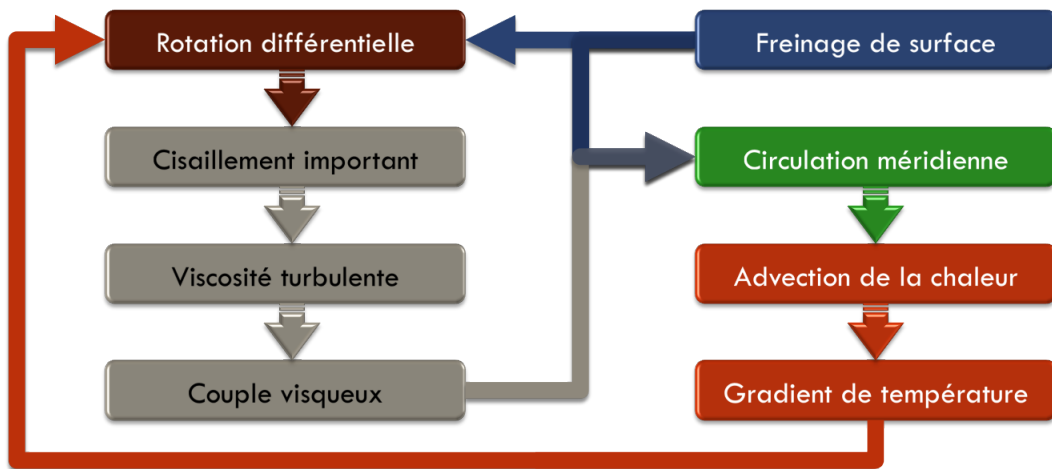 Rotation différentielle
Freinage de surface
Cisaillement important
Circulation méridienne
Viscosité turbulente
Advection de la chaleur
Couple visqueux
Gradient de température